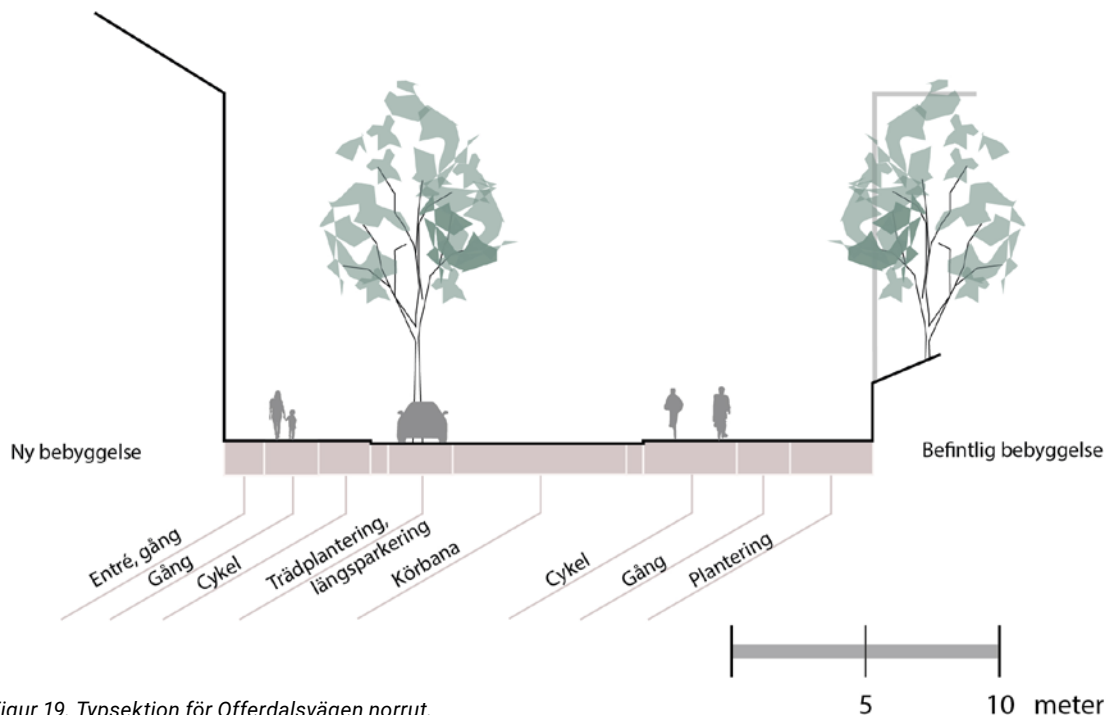 Ny bebyggelse
Befintlig bebyggelse
Entré, gång
Gång
Cykel
Trädplantering,
längsparkering
Körbana
Cykel
Gång
Plantering
5
10 meter
igur 19. Typsektion för Offerdalsvägen norrut.